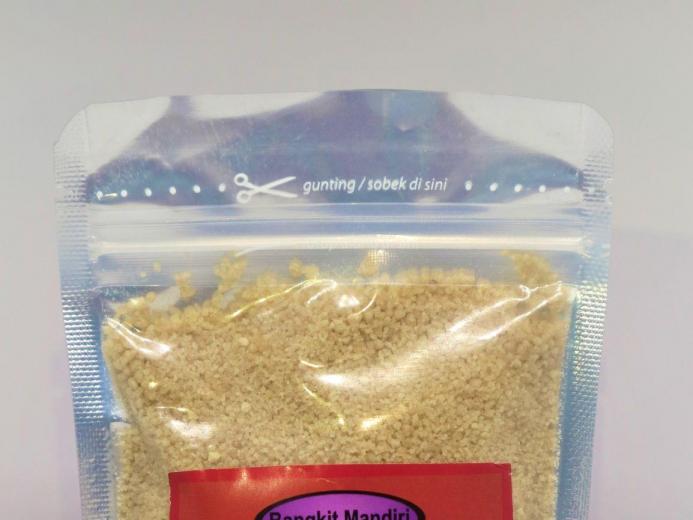 gunting / sobek di sini
Bangkit Mandiri